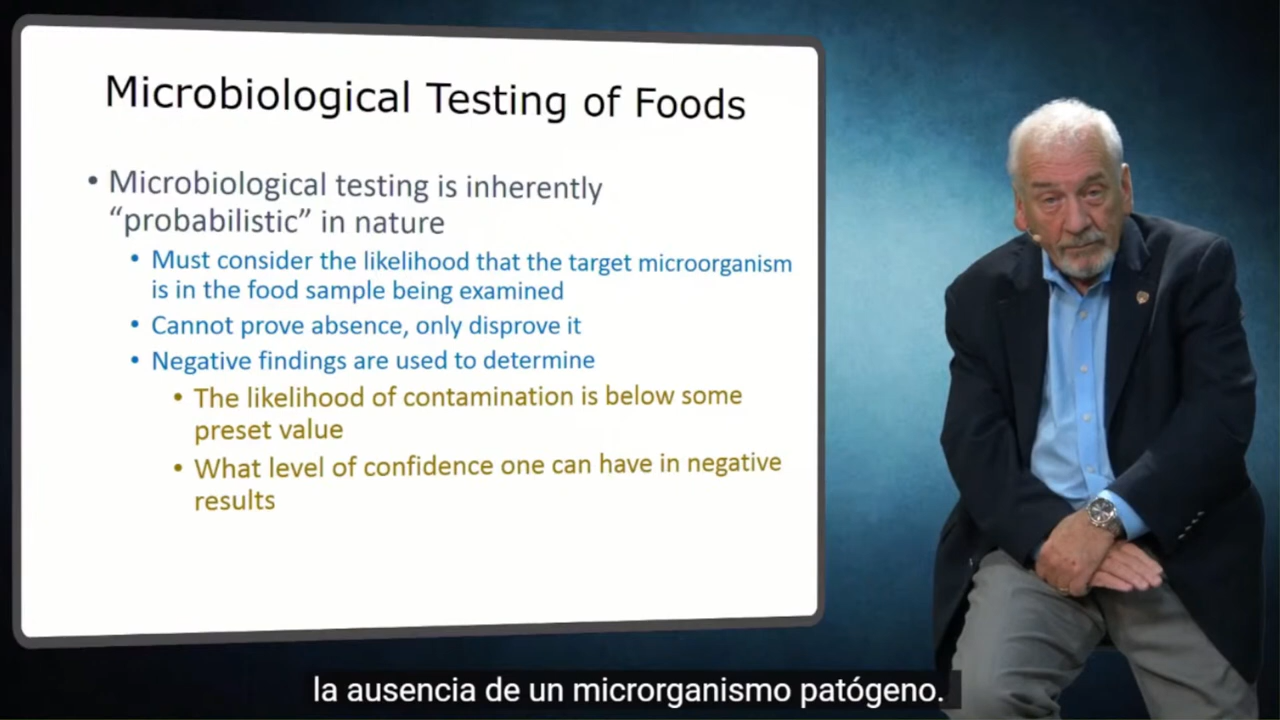 Microbiological Testing of Foods
• Microbiological testing is inherently
“probabilistic” in nature
• Must consider the likelihood that the target microorganism
is in the food sample being examined
• Cannot prove absence, only disprove it
• Negative findings are used to determine
• The likelihood of contamination is below some
preset value
• What level of confidence one can have in negative
results
la ausencia de un microrganismo patógeno.